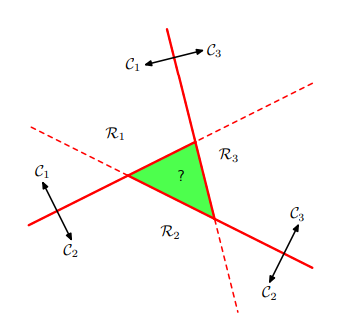 𝒞₁
𝒞₃
ℛ₁
ℛ₃
𝒞₁
?
𝒞₃
ℛ₂
𝒞₂
𝒞₂